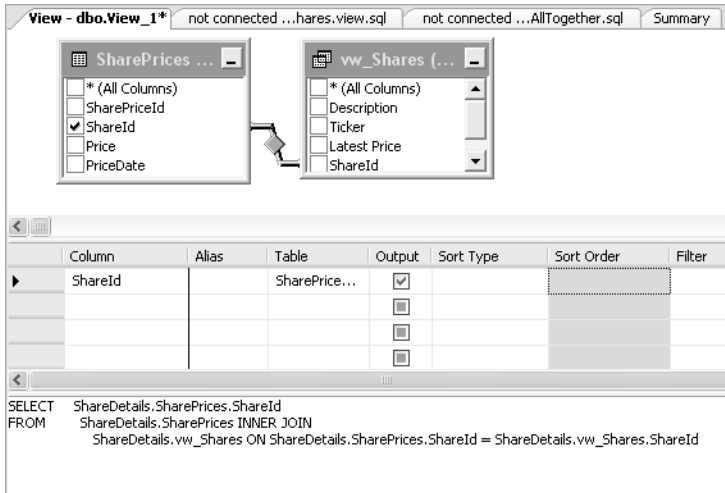 View - dbo.View_1* not connected ...hares.view.sql not connected ...AllTogether.sql Summary
SharePrices ...
* (All Columns)
SharePriceId
ShareId
Price
PriceDate
vw_Shares (...
* (All Columns)
Description
Ticker
Latest Price
ShareId
Column Alias Table Output Sort Type Sort Order Filter
ShareId SharePrice...
SELECT ShareDetails.SharePrices.ShareId
FROM ShareDetails.SharePrices INNER JOIN
ShareDetails.vw_Shares ON ShareDetails.SharePrices.ShareId = ShareDetails.vw_Shares.ShareId